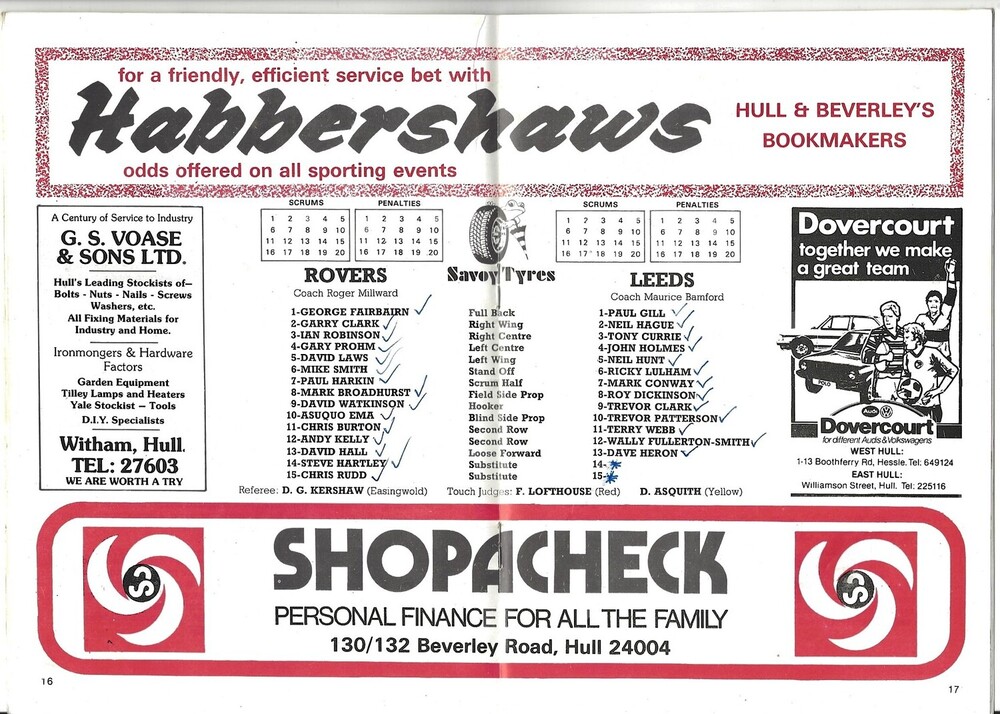 for a friendly, efficient service bet with
Habbershaws
odds offered on all sporting events
HULL & BEVERLEY'S
BOOKMAKERS
A Century of Service to Industry
G. S. VOASE
& SONS LTD.
Hull's Leading Stockists of—
Bolts - Nuts - Nails - Screws
Washers, etc.
All Fixing Materials for
Industry and Home.
Ironmongers & Hardware
Factors
Garden Equipment
Tilley Lamps and Heaters
Yale Stockist — Tools
D.I.Y. Specialists
Witham, Hull.
TEL: 27603
WE ARE WORTH A TRY
SCRUMS
1 2 3 4 5
6 7 8 9 10
11 12 13 14 15
16 17 18 19 20
PENALTIES
1 2 3 4 5
6 7 8 9 10
11 12 13 14 15
16 17 18 19 20
ROVERS
Coach Roger Millward
1-GEORGE FAIRBAIRN
2-GARRY CLARK
3-IAN ROBINSON
4-GARY PROHM
5-DAVID LAWS
6-MIKE SMITH
7-PAUL HARKIN
8-MARK BROADHURST
9-DAVID WATKINSON
10-ASUQUO EMA
11-CHRIS BURTON
12-ANDY KELLY
13-DAVID HALL
14-STEVE HARTLEY
15-CHRIS RUDD
Savoy Tyres
Full Back
Right Wing
Right Centre
Left Centre
Left Wing
Stand Off
Scrum Half
Field Side Prop
Hooker
Blind Side Prop
Second Row
Second Row
Loose Forward
Substitute
Substitute
SCRUMS
1 2 3 4 5
6 7 8 9 10
11 12 13 14 15
16 17 18 19 20
PENALTIES
1 2 3 4 5
6 7 8 9 10
11 12 13 14 15
16 17 18 19 20
LEEDS
Coach Maurice Bamford
1-PAUL GILL
2-NEIL HAGUE
3-TONY CURRIE
4-JOHN HOLMES
5-NEIL HUNT
6-RICKY LULHAM
7-MARK CONWAY
8-ROY DICKINSON
9-TREVOR CLARK
10-TREVOR PATTERSON
11-TERRY WEBB
12-WALLY FULLERTON-SMITH
13-DAVE HERON
14-*
15-*
Referee: D. G. KERSHAW (Easingwold)
Touch Judges: F. LOFTHOUSE (Red) D. ASQUITH (Yellow)
Dovercourt
together we make
a great team
POLO
Audi VW
Dovercourt
for different Audis & Volkswagens
WEST HULL:
1-13 Boothferry Rd, Hessle. Tel: 649124
EAST HULL:
Williamson Street, Hull. Tel: 225116
SHOPACHECK
PERSONAL FINANCE FOR ALL THE FAMILY
130/132 Beverley Road, Hull 24004
16
17